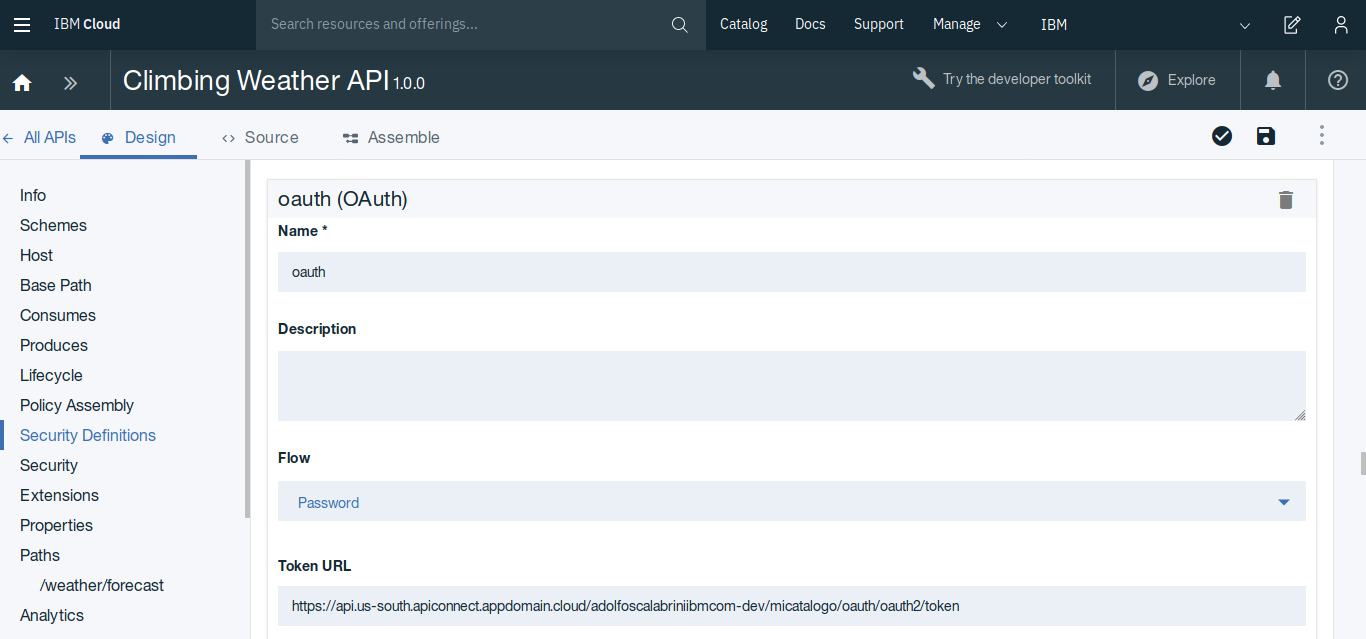 IBM Cloud
Search resources and offerings...
Catalog
Docs
Support
Manage
IBM
Climbing Weather API 1.0.0
Try the developer toolkit
Explore
All APIs
Design
Source
Assemble
Info
Schemes
Host
Base Path
Consumes
Produces
Lifecycle
Policy Assembly
Security Definitions
Security
Extensions
Properties
Paths
/weather/forecast
Analytics
oauth (OAuth)
Name *
oauth
Description
Flow
Password
Token URL
https://api.us-south.apiconnect.appdomain.cloud/adolfoscalabriniibmcom-dev/micatalogo/oauth/oauth2/token